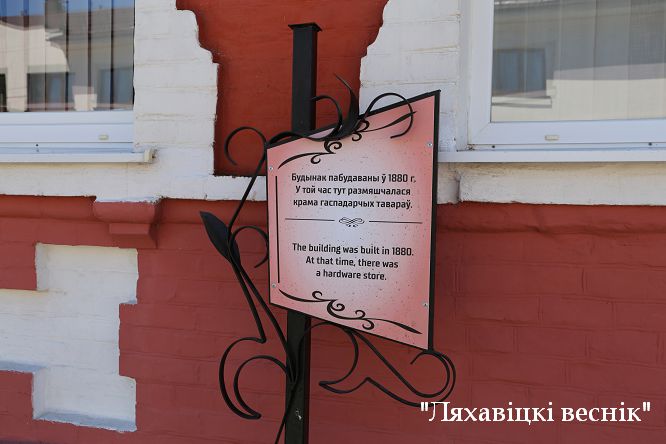 Будынак пабудаваны ў 1880 г.
У той час тут размяшчалася
крама гаспадарчых тавараў.
The building was built in 1880.
At that time, there was
a hardware store.
"Ляхавіцкі веснік"